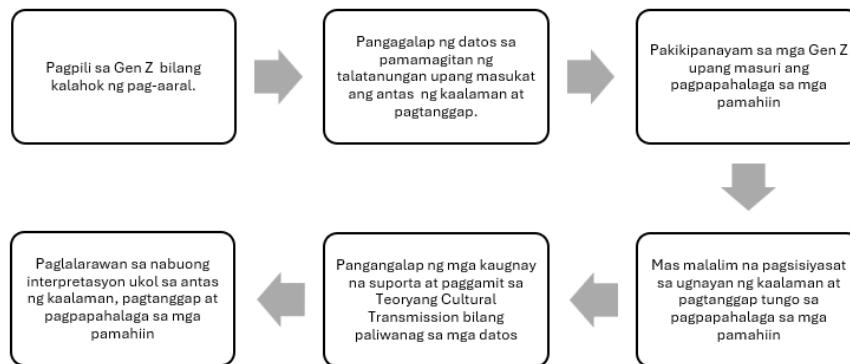 Pagpili sa Gen Z bilang
kalahok ng pag-aaral.
Pangagalap ng datos sa
pamamagitan ng
talatanungan upang masukat
ang antas ng kaalaman at
pagtanggap.
Pakikipanayam sa mga Gen Z
upang masuri ang
pagpapahalaga sa mga
pamahiin
Mas malalim na pagsisiyasat
sa ugnayan ng kaalaman at
pagtanggap tungo sa
pagpapahalaga sa mga
pamahiin
Pangangalap ng mga kaugnay
na suporta at paggamit sa
Teoryang Cultural
Transmission bilang
paliwanag sa mga datos
Paglalarawan sa nabuong
interpretasyon ukol sa antas
ng kaalaman, pagtanggap at
pagpapahalaga sa mga
pamahiin